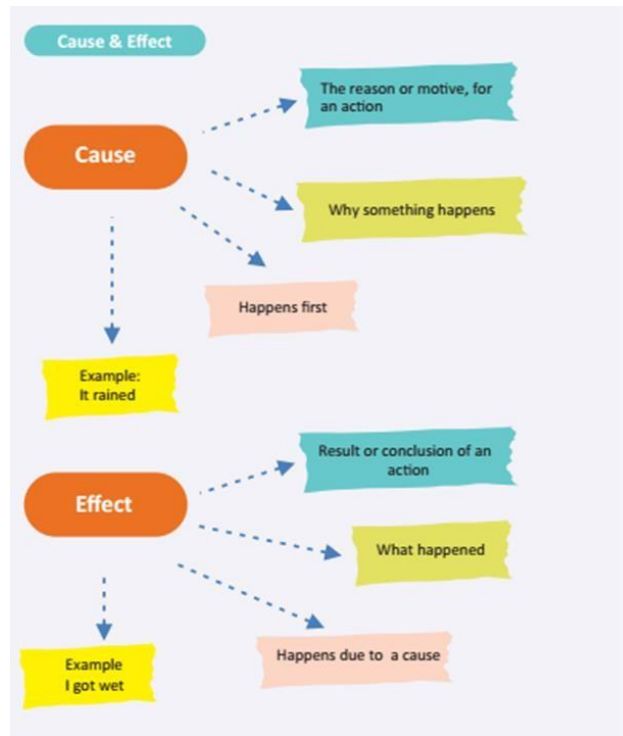 Cause & Effect
The reason or motive, for
an action
Cause
Why something happens
Happens first
Example:
It rained
Result or conclusion of an
action
Effect
What happened
Happens due to a cause
Example
I got wet